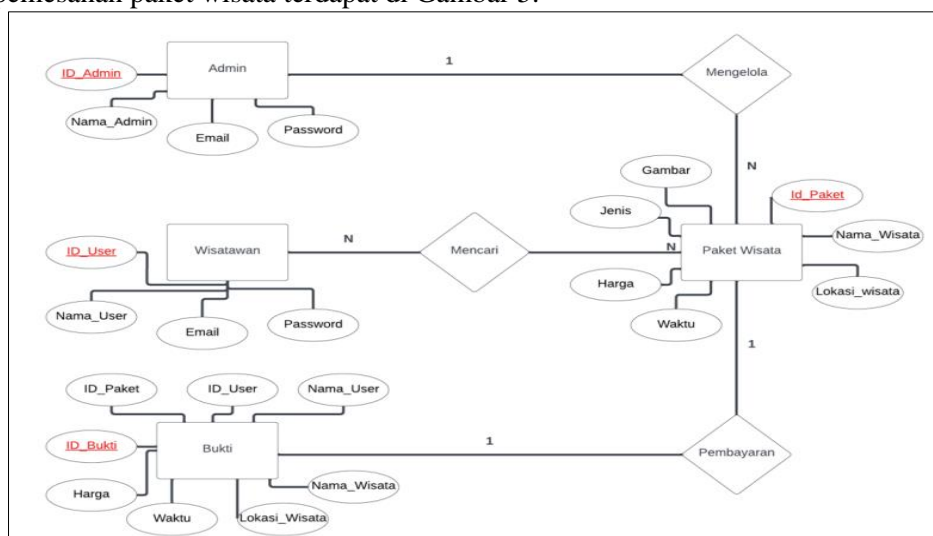 pemesanan paket wisata terdapat di Gambar 5.
Admin
ID_Admin
Nama_Admin
Email
Password
1
Mengelola
N
Gambar
Id_Paket
Jenis
Nama_Wisata
Wisatawan
ID_User
N
Mencari
N
Paket Wisata
Harga
Lokasi_wisata
Nama_User
Email
Password
Waktu
1
ID_Paket
ID_User
Nama_User
ID_Bukti
Bukti
1
Pembayaran
Harga
Nama_Wisata
Waktu
Lokasi_Wisata